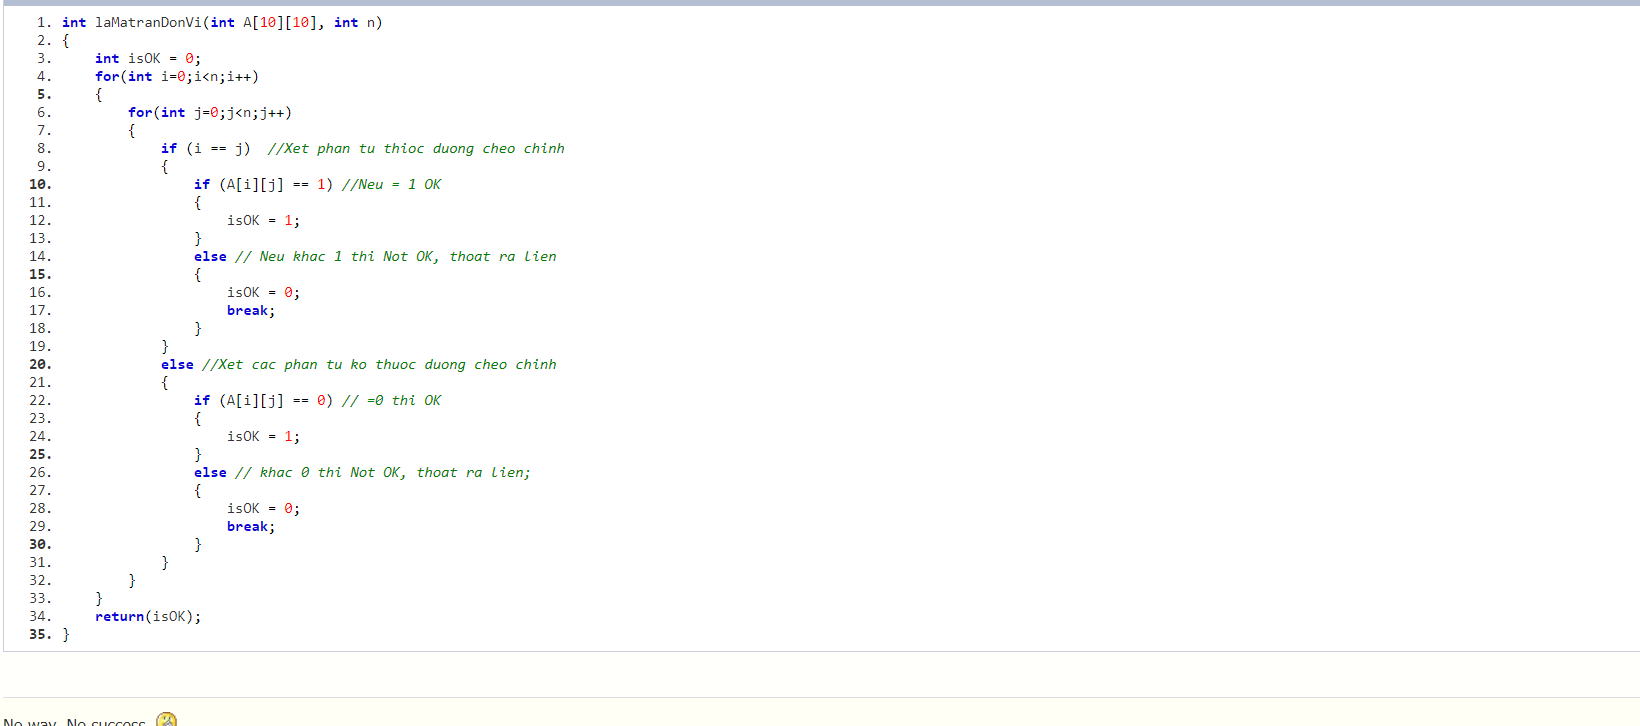 1. int laMatranDonVi(int A[10][10], int n)
2. {
3. int isOK = 0;
4. for(int i=0;i<n;i++)
5. {
6. for(int j=0;j<n;j++)
7. {
8. if (i == j) //Xet phan tu thioc duong cheo chinh
9. {
10. if (A[i][j] == 1) //Neu = 1 OK
11. {
12. isOK = 1;
13. }
14. else // Neu khac 1 thi Not OK, thoat ra lien
15. {
16. isOK = 0;
17. break;
18. }
19. }
20. else //Xet cac phan tu ko thuoc duong cheo chinh
21. {
22. if (A[i][j] == 0) // =0 thi OK
23. {
24. isOK = 1;
25. }
26. else // khac 0 thi Not OK, thoat ra lien;
27. {
28. isOK = 0;
29. break;
30. }
31. }
32. }
33. }
34. return(isOK);
35. }
No way. No success